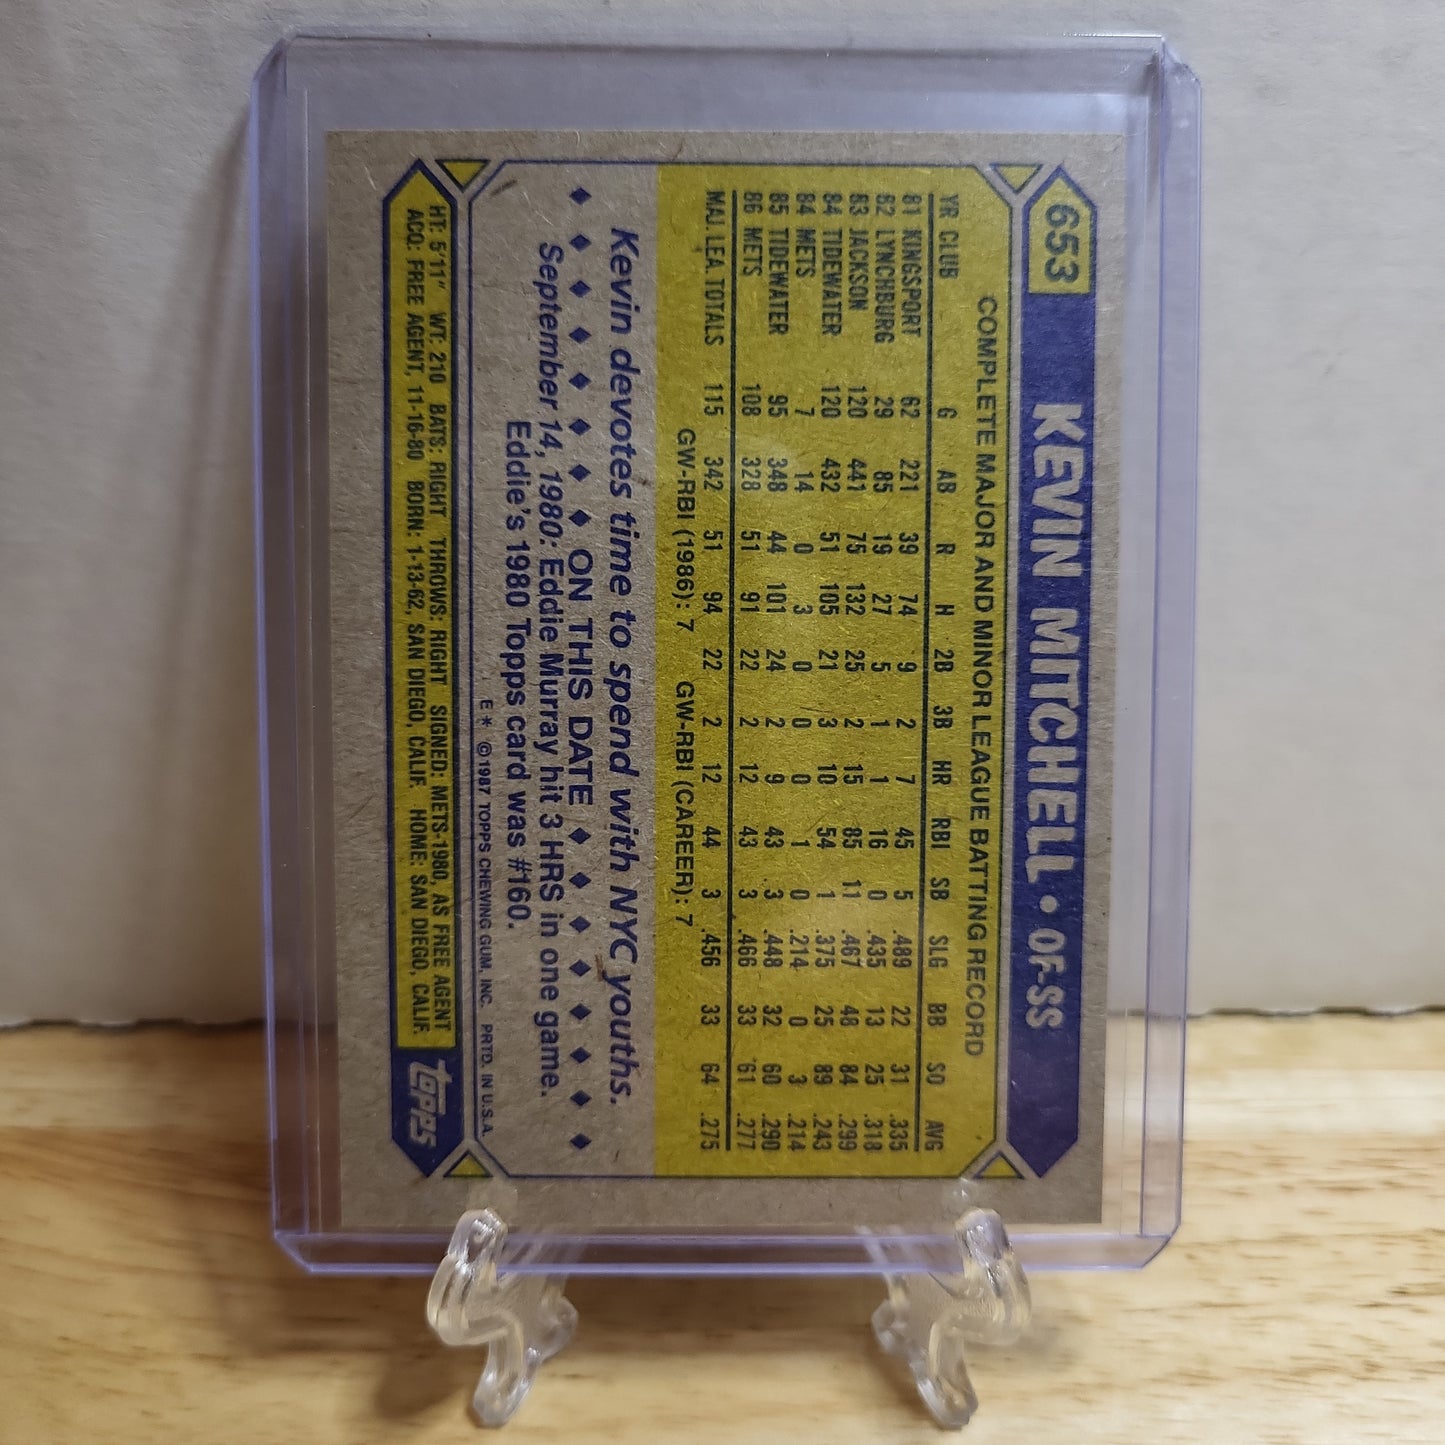 653 KEVIN MITCHELL • OF-SS
COMPLETE MAJOR AND MINOR LEAGUE BATTING RECORD
YR CLUB G AB R H 2B 3B HR RBI SB SLG BB SO AVG
81 KINGSPORT 62 221 39 74 9 2 7 45 5 .489 22 31 .335
82 LYNCHBURG 29 85 19 27 5 1 1 16 0 .435 13 25 .318
83 JACKSON 120 441 75 132 25 2 15 85 11 .467 48 84 .299
84 TIDEWATER 120 432 51 105 21 3 10 54 1 .375 25 89 .243
84 METS 7 14 0 3 0 0 0 1 0 .214 0 3 .214
85 TIDEWATER 95 348 44 101 24 2 9 43 3 .448 32 60 .290
86 METS 108 328 51 91 22 2 12 43 3 .466 33 61 .277
MAJ. LEA. TOTALS 115 342 51 94 22 2 12 44 3 .456 33 64 .275
GW-RBI (1986): 7 GW-RBI (CAREER): 7
Kevin devotes time to spend with NYC youths.
ON THIS DATE
September 14, 1980: Eddie Murray hit 3 HRS in one game.
Eddie's 1980 Topps card was #160.
E* ©1987 TOPPS CHEWING GUM, INC. PRTD. IN U.S.A.
HT: 5'11" WT: 210 BATS: RIGHT THROWS: RIGHT SIGNED: METS-1980, AS FREE AGENT
ACQ: FREE AGENT, 11-16-80 BORN: 1-13-62, SAN DIEGO, CALIF. HOME: SAN DIEGO, CALIF.
topps